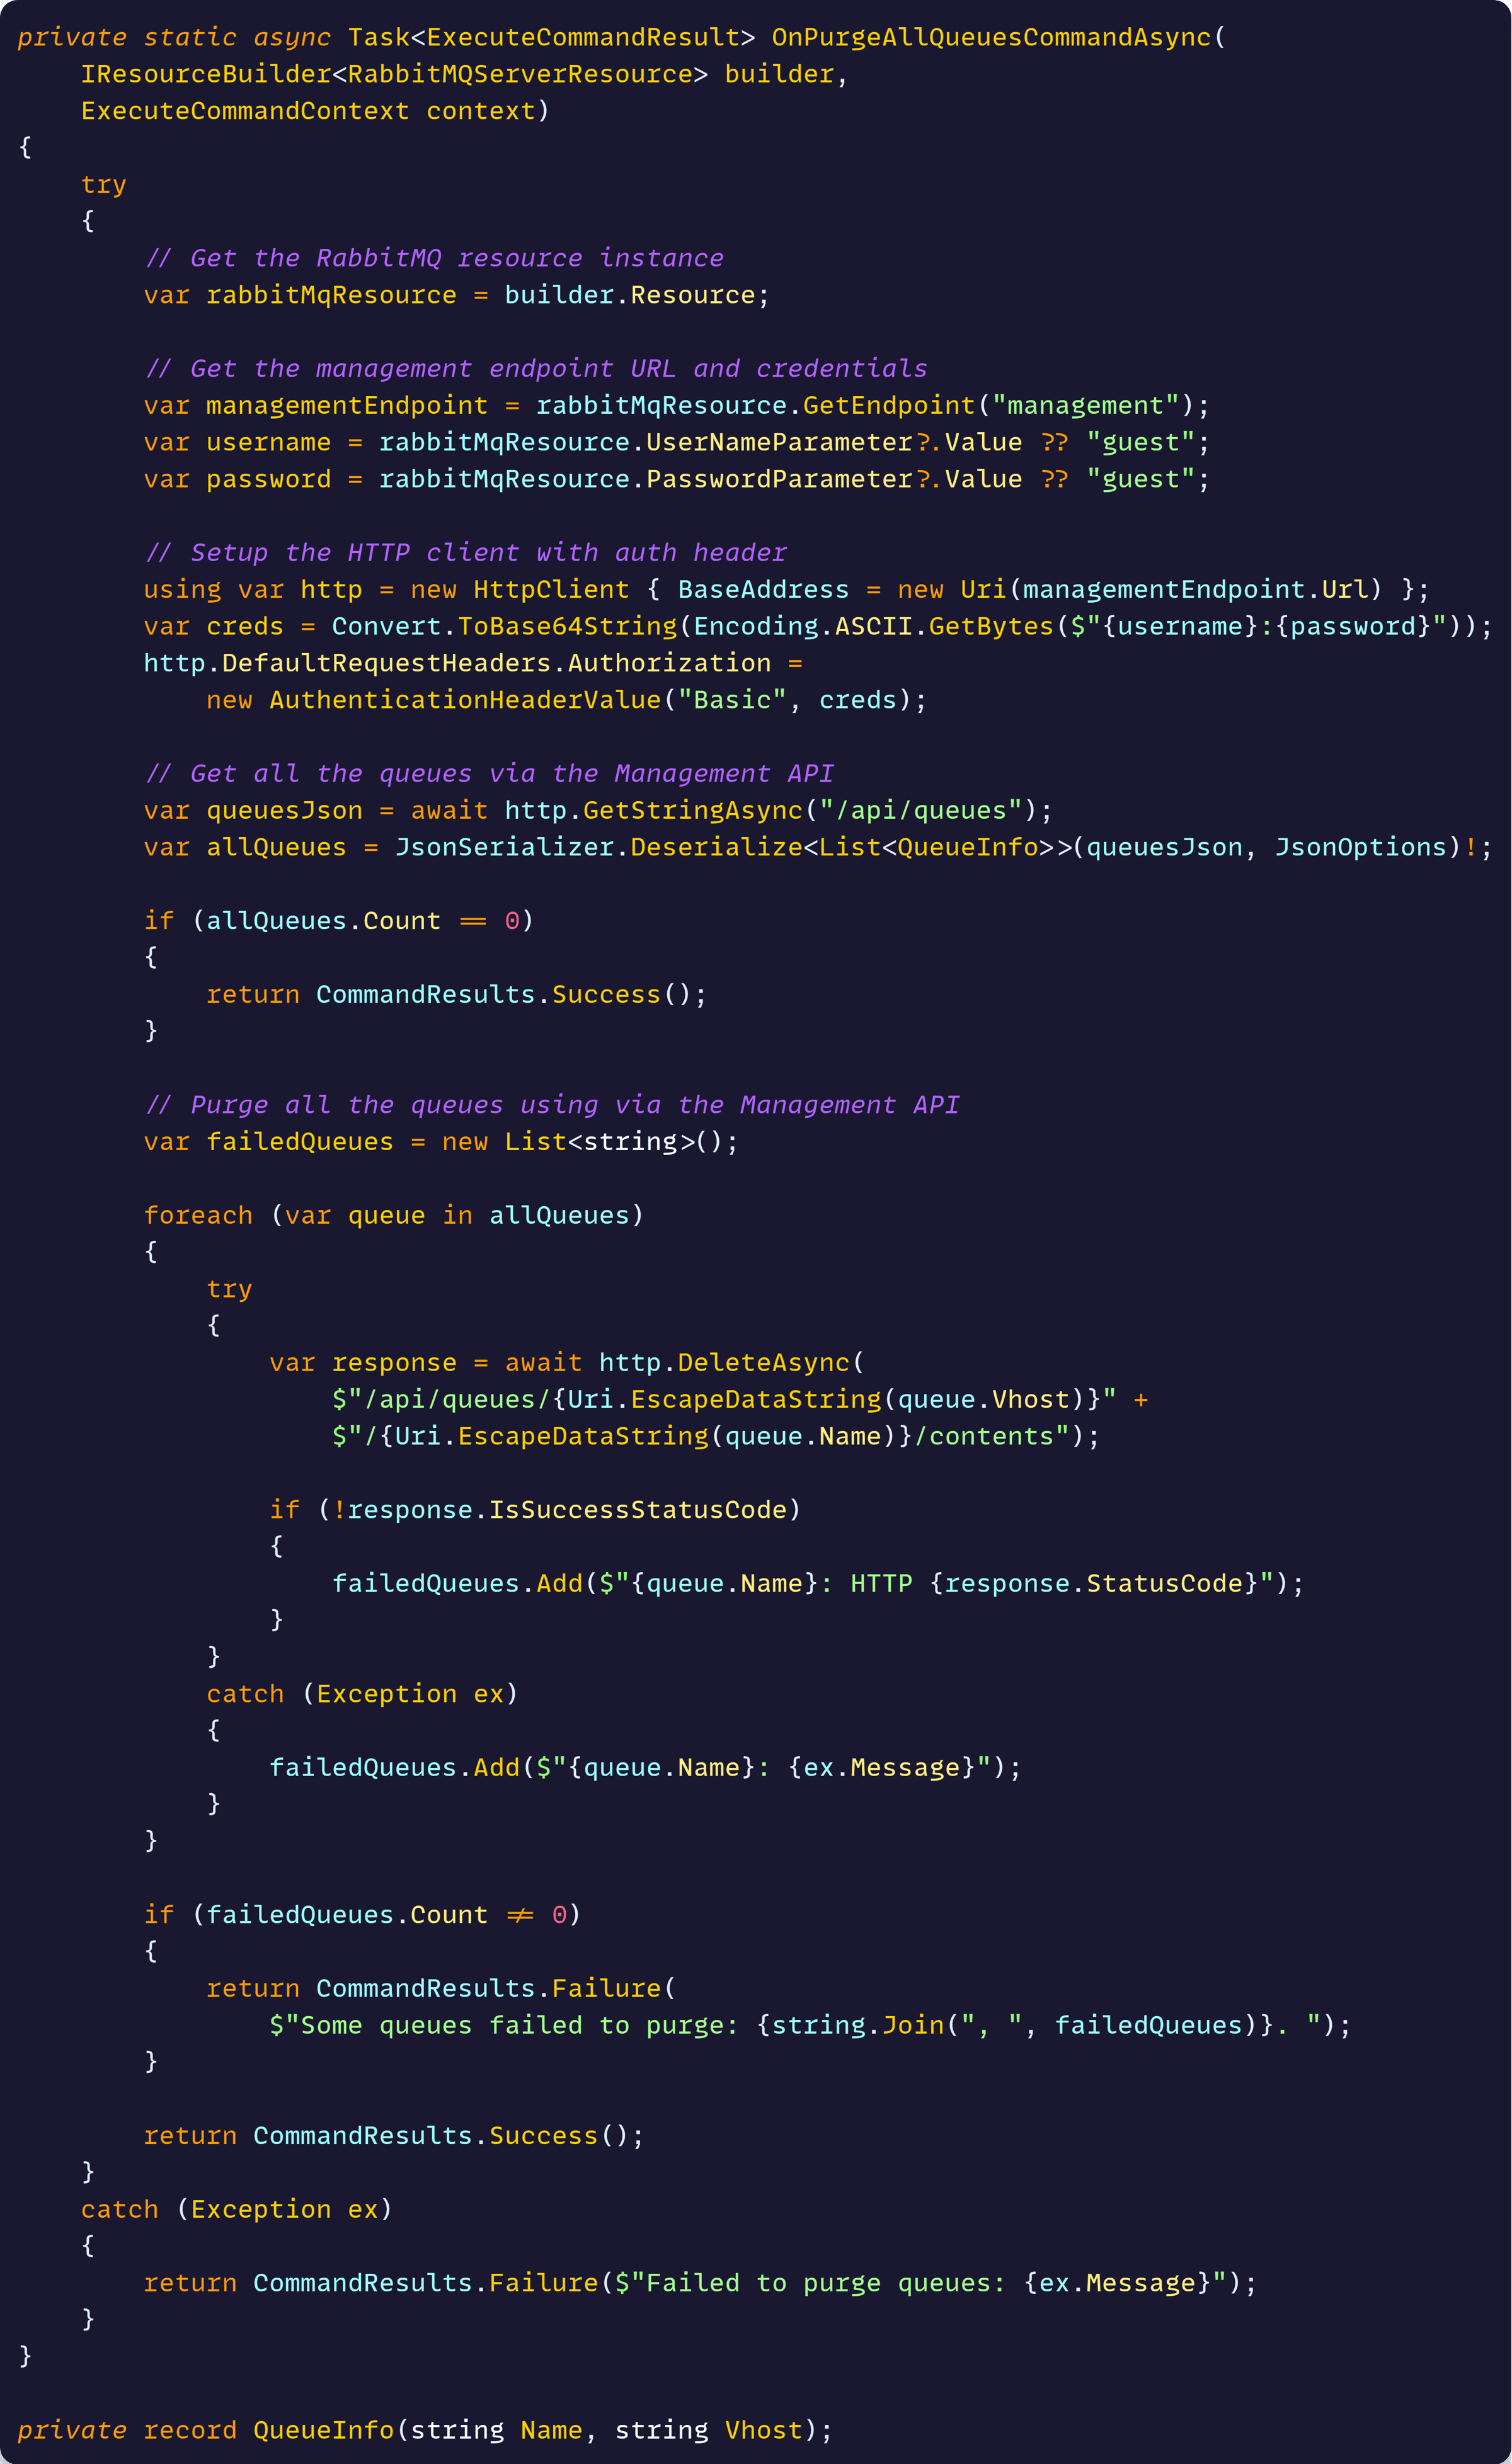 private static async Task<ExecuteCommandResult> OnPurgeAllQueuesCommandAsync(
    IResourceBuilder<RabbitMQServerResource> builder,
    ExecuteCommandContext context)
{
    try
    {
        // Get the RabbitMQ resource instance
        var rabbitMqResource = builder.Resource;

        // Get the management endpoint URL and credentials
        var managementEndpoint = rabbitMqResource.GetEndpoint("management");
        var username = rabbitMqResource.UserNameParameter?.Value ?? "guest";
        var password = rabbitMqResource.PasswordParameter?.Value ?? "guest";

        // Setup the HTTP client with auth header
        using var http = new HttpClient { BaseAddress = new Uri(managementEndpoint.Url) };
        var creds = Convert.ToBase64String(Encoding.ASCII.GetBytes($"{username}:{password}"));
        http.DefaultRequestHeaders.Authorization =
            new AuthenticationHeaderValue("Basic", creds);

        // Get all the queues via the Management API
        var queuesJson = await http.GetStringAsync("/api/queues");
        var allQueues = JsonSerializer.Deserialize<List<QueueInfo>>(queuesJson, JsonOptions)!;

        if (allQueues.Count == 0)
        {
            return CommandResults.Success();
        }

        // Purge all the queues using via the Management API
        var failedQueues = new List<string>();

        foreach (var queue in allQueues)
        {
            try
            {
                var response = await http.DeleteAsync(
                    $"/api/queues/{Uri.EscapeDataString(queue.Vhost)}" +
                    $"/{Uri.EscapeDataString(queue.Name)}/contents");

                if (!response.IsSuccessStatusCode)
                {
                    failedQueues.Add($"{queue.Name}: HTTP {response.StatusCode}");
                }
            }
            catch (Exception ex)
            {
                failedQueues.Add($"{queue.Name}: {ex.Message}");
            }
        }

        if (failedQueues.Count != 0)
        {
            return CommandResults.Failure(
                $"Some queues failed to purge: {string.Join(", ", failedQueues)}. ");
        }

        return CommandResults.Success();
    }
    catch (Exception ex)
    {
        return CommandResults.Failure($"Failed to purge queues: {ex.Message}");
    }
}

private record QueueInfo(string Name, string Vhost);